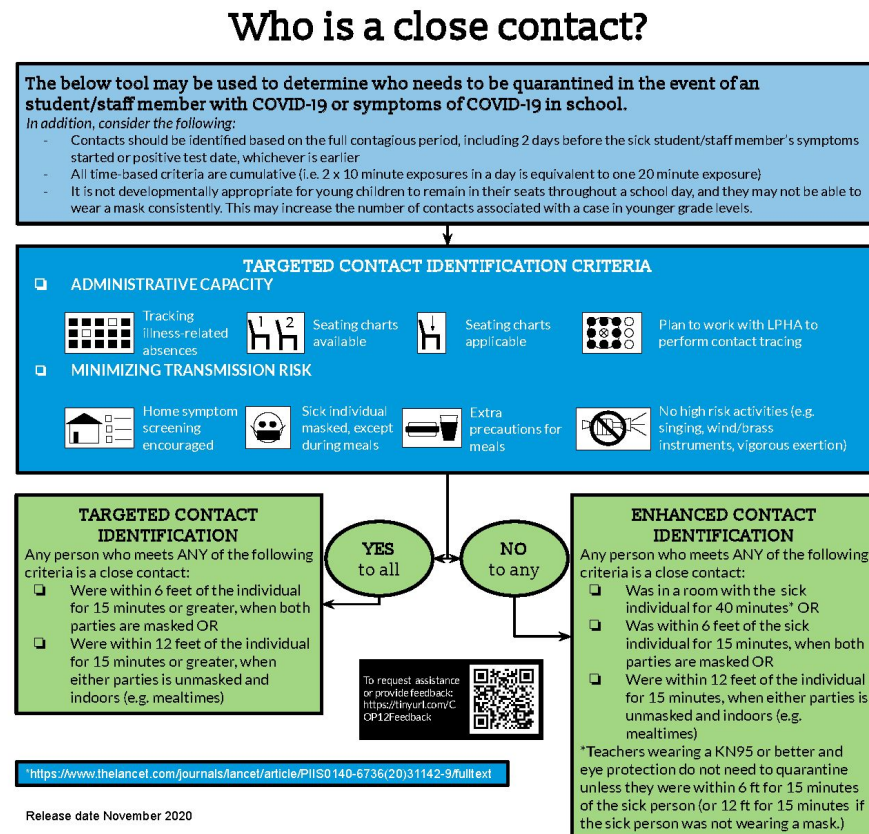 Who is a close contact?
The below tool may be used to determine who needs to be quarantined in the event of an
student/staff member with COVID-19 or symptoms of COVID-19 in school.
In addition, consider the following:
- Contacts should be identified based on the full contagious period, including 2 days before the sick student/staff member's symptoms
started or positive test date, whichever is earlier
- All time-based criteria are cumulative (i.e. 2 x 10 minute exposures in a day is equivalent to one 20 minute exposure)
- It is not developmentally appropriate for young children to remain in their seats throughout a school day, and they may not be able to
wear a mask consistently. This may increase the number of contacts associated with a case in younger grade levels.
TARGETED CONTACT IDENTIFICATION CRITERIA
❏ ADMINISTRATIVE CAPACITY
Tracking
illness-related
absences
1 2
Seating charts
available
Seating charts
applicable
Plan to work with LPHA to
perform contact tracing
❏ MINIMIZING TRANSMISSION RISK
Home symptom
screening
encouraged
Sick individual
masked, except
during meals
Extra
precautions for
meals
No high risk activities (e.g.
singing, wind/brass
instruments, vigorous exertion)
TARGETED CONTACT
IDENTIFICATION
Any person who meets ANY of the following
criteria is a close contact:
❏ Were within 6 feet of the individual
for 15 minutes or greater, when both
parties are masked OR
❏ Were within 12 feet of the individual
for 15 minutes or greater, when
either parties is unmasked and
indoors (e.g. mealtimes)
YES
to all
NO
to any
ENHANCED CONTACT
IDENTIFICATION
Any person who meets ANY of the following
criteria is a close contact:
❏ Was in a room with the sick
individual for 40 minutes* OR
❏ Was within 6 feet of the sick
individual for 15 minutes, when both
parties are masked OR
❏ Were within 12 feet of the individual
for 15 minutes, when either parties is
unmasked and indoors (e.g.
mealtimes)
*Teachers wearing a KN95 or better and
eye protection do not need to quarantine
unless they were within 6 ft for 15 minutes
of the sick person (or 12 ft for 15 minutes if
the sick person was not wearing a mask.)
To request assistance
or provide feedback:
https://tinyurl.com/C
OP12Feedback
*https://www.thelancet.com/journals/lancet/article/PIIS0140-6736(20)31142-9/fulltext
Release date November 2020